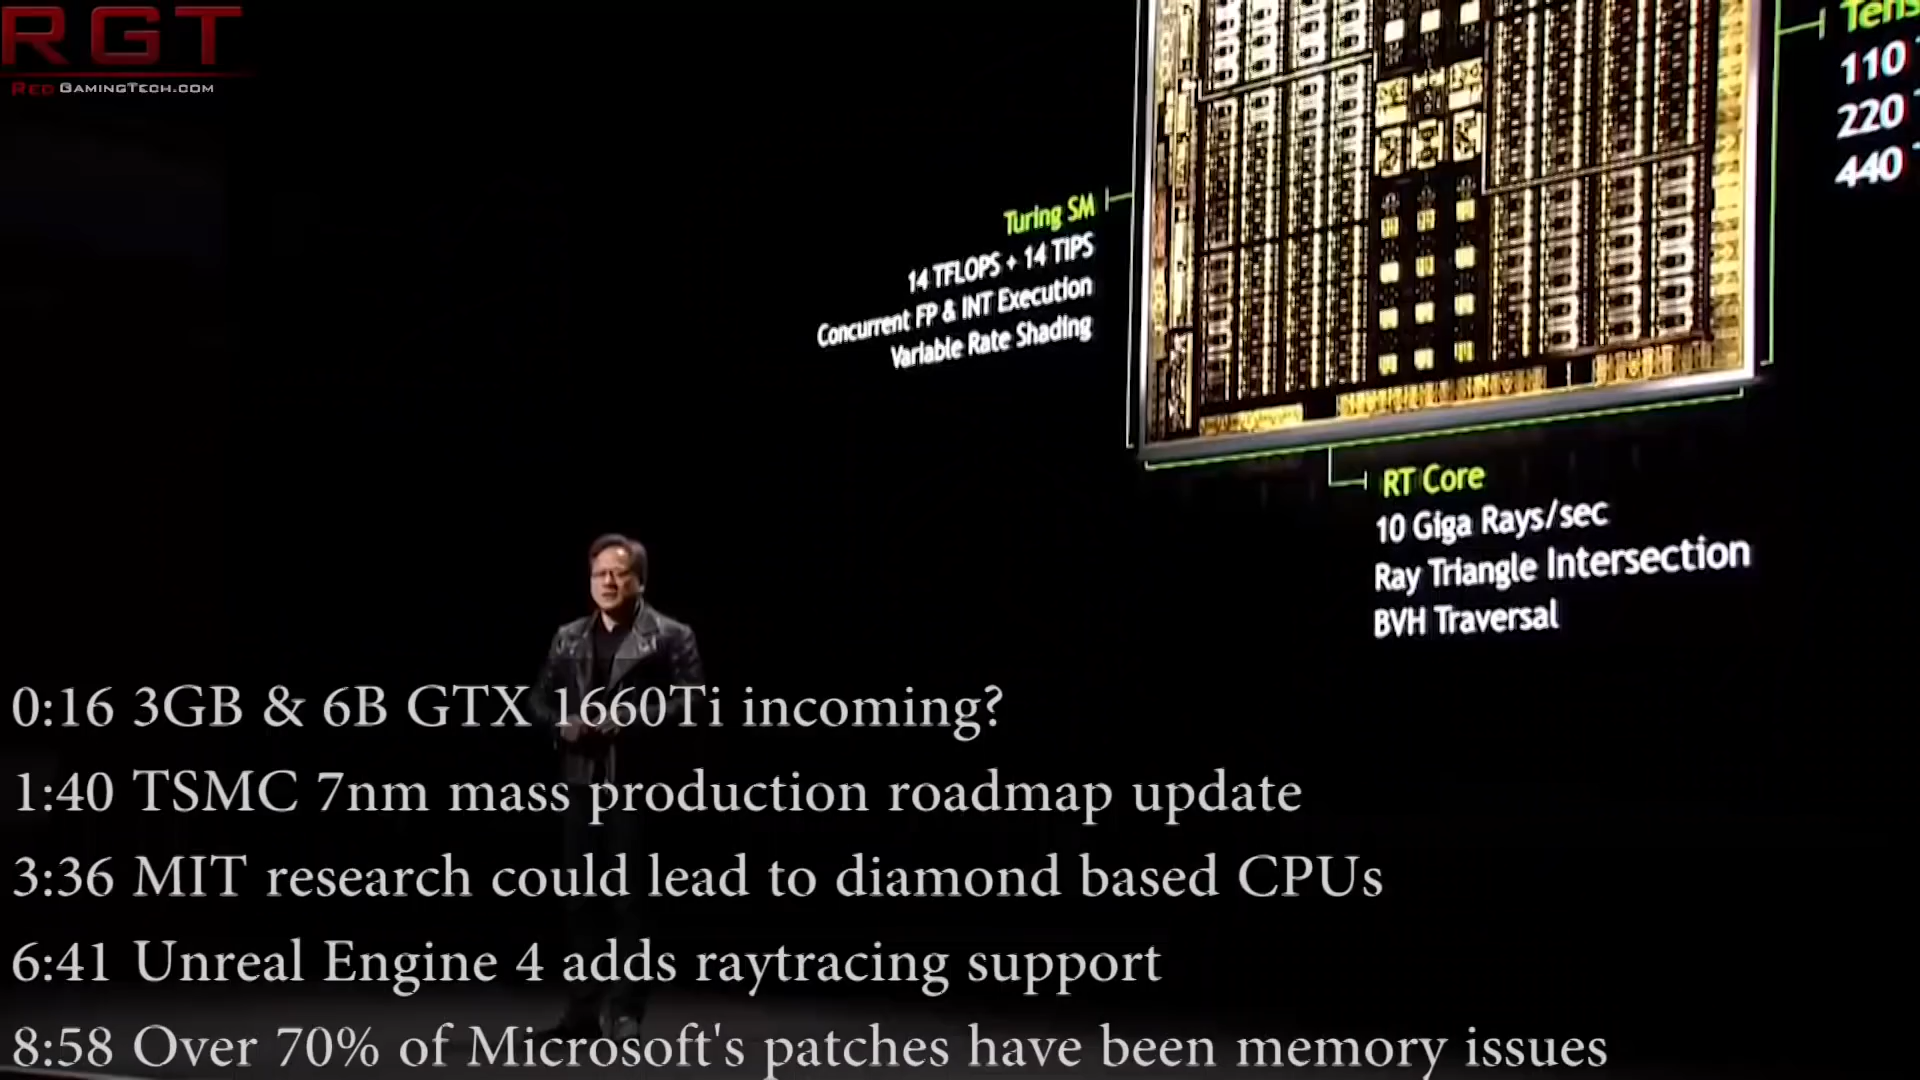 RGT
RED GAMINGTECH.COM
Tens
110
220
440
Turing SM
14 TFLOPS + 14 TIPS
Concurrent FP & INT Execution
Variable Rate Shading
RT Core
10 Giga Rays/sec
Ray Triangle Intersection
BVH Traversal
0:16 3GB & 6B GTX 1660Ti incoming?
1:40 TSMC 7nm mass production roadmap update
3:36 MIT research could lead to diamond based CPUs
6:41 Unreal Engine 4 adds raytracing support
8:58 Over 70% of Microsoft's patches have been memory issues